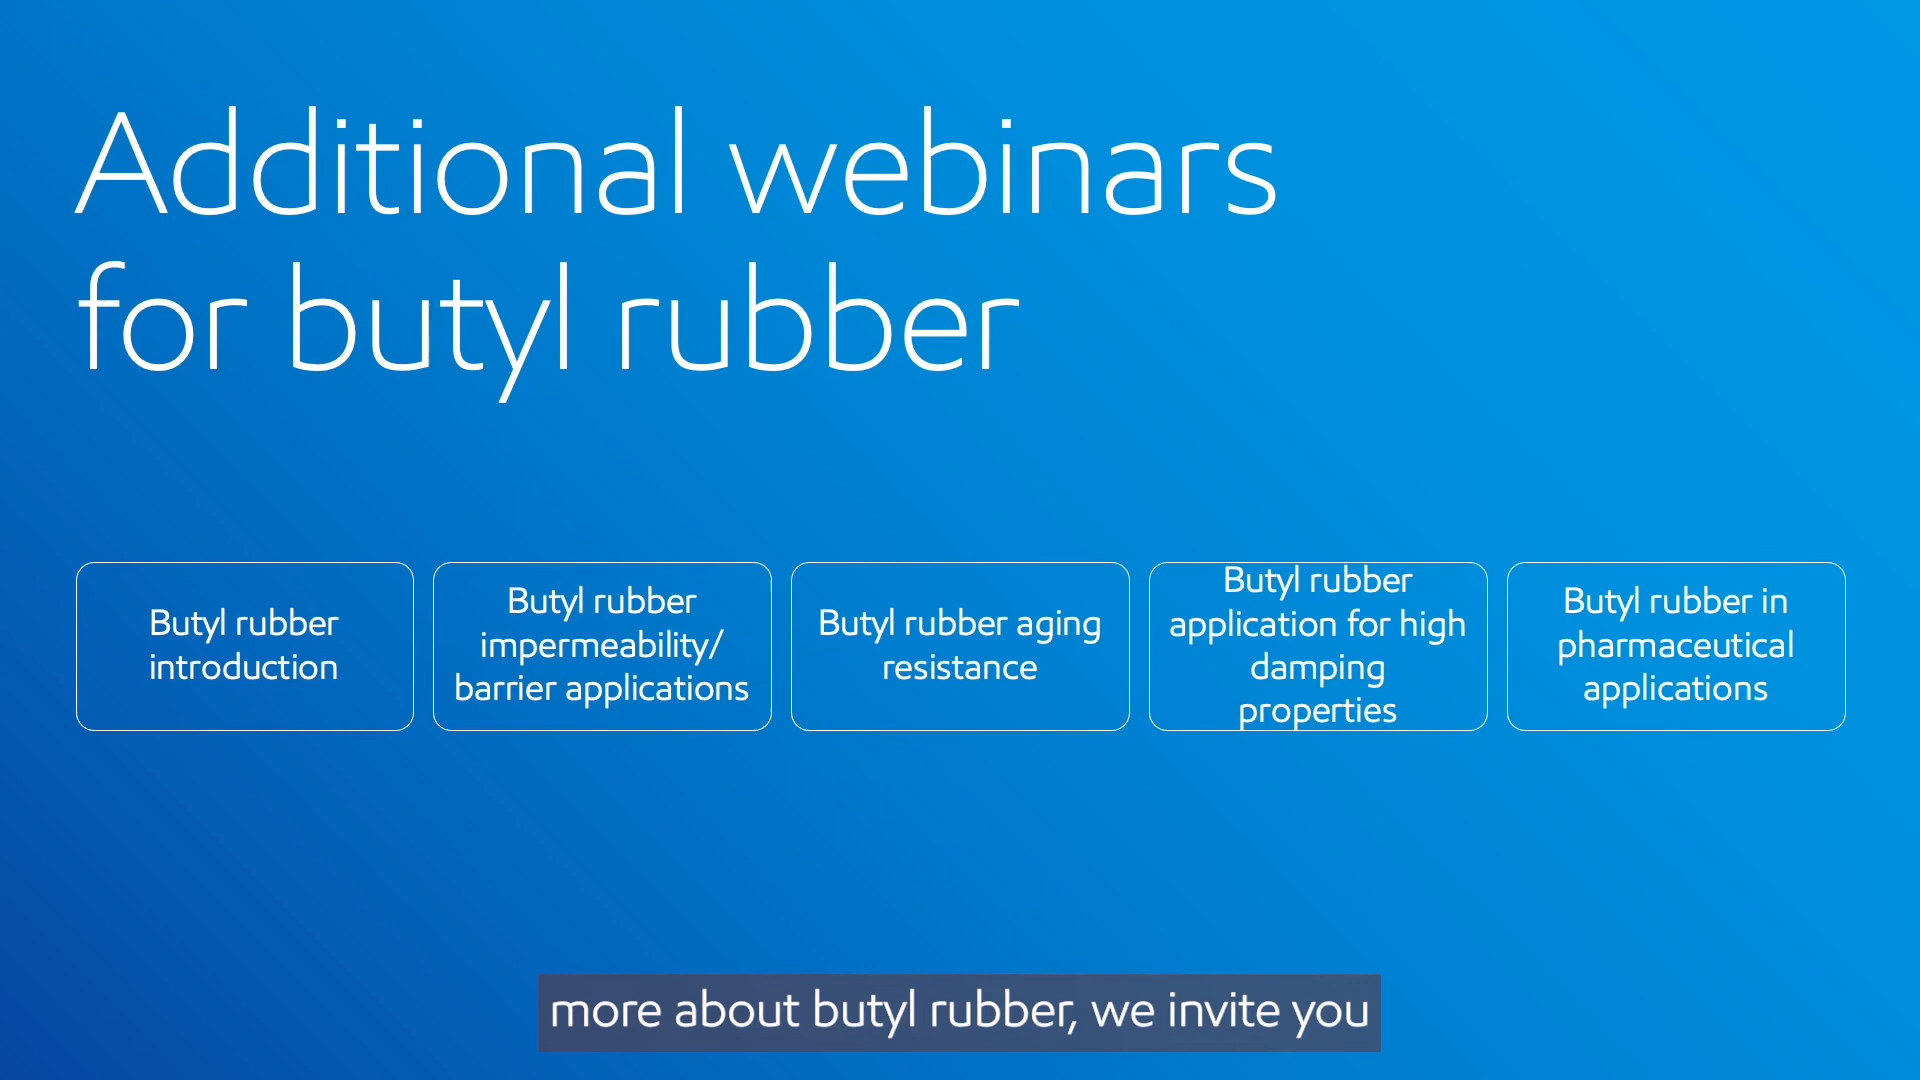 Additional webinars
for butyl rubber
Butyl rubber
introduction
Butyl rubber
impermeability/
barrier applications
Butyl rubber aging
resistance
Butyl rubber
application for high
damping
properties
Butyl rubber in
pharmaceutical
applications
more about butyl rubber, we invite you